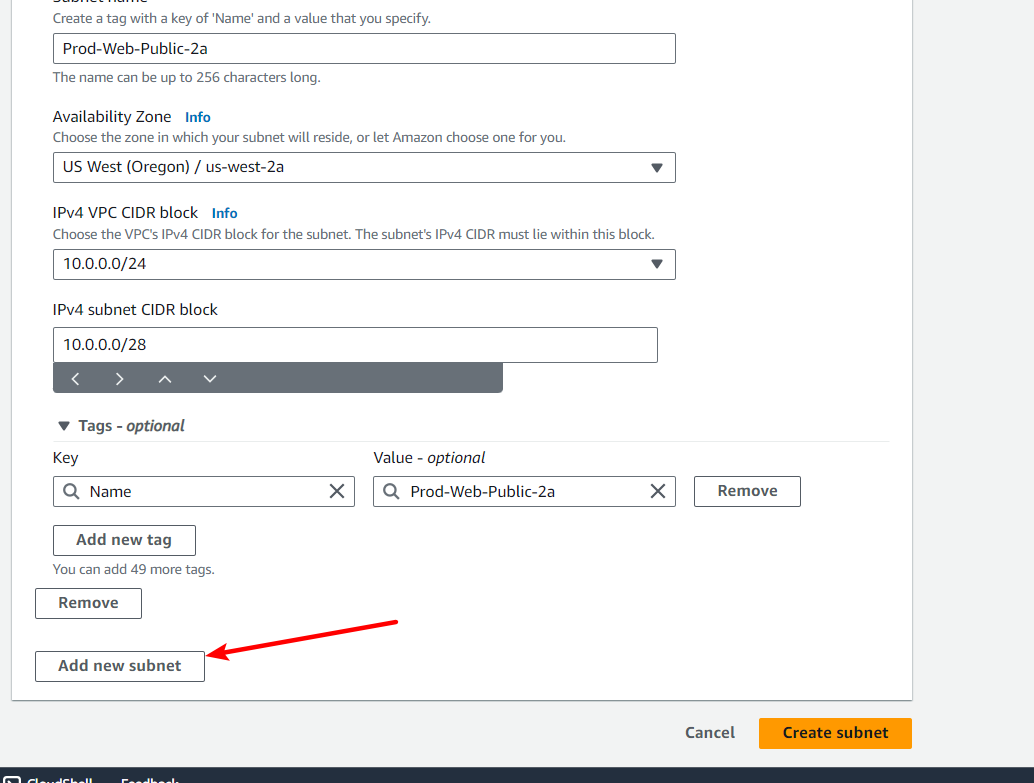 Subnet name
Create a tag with a key of 'Name' and a value that you specify.
Prod-Web-Public-2a
The name can be up to 256 characters long.
Availability Zone Info
Choose the zone in which your subnet will reside, or let Amazon choose one for you.
US West (Oregon) / us-west-2a
IPv4 VPC CIDR block Info
Choose the VPC's IPv4 CIDR block for the subnet. The subnet's IPv4 CIDR must lie within this block.
10.0.0.0/24
IPv4 subnet CIDR block
10.0.0.0/28
Tags - optional
Key Value - optional
Name Prod-Web-Public-2a Remove
Add new tag
You can add 49 more tags.
Remove
Add new subnet
Cancel Create subnet
CloudShell Feedback